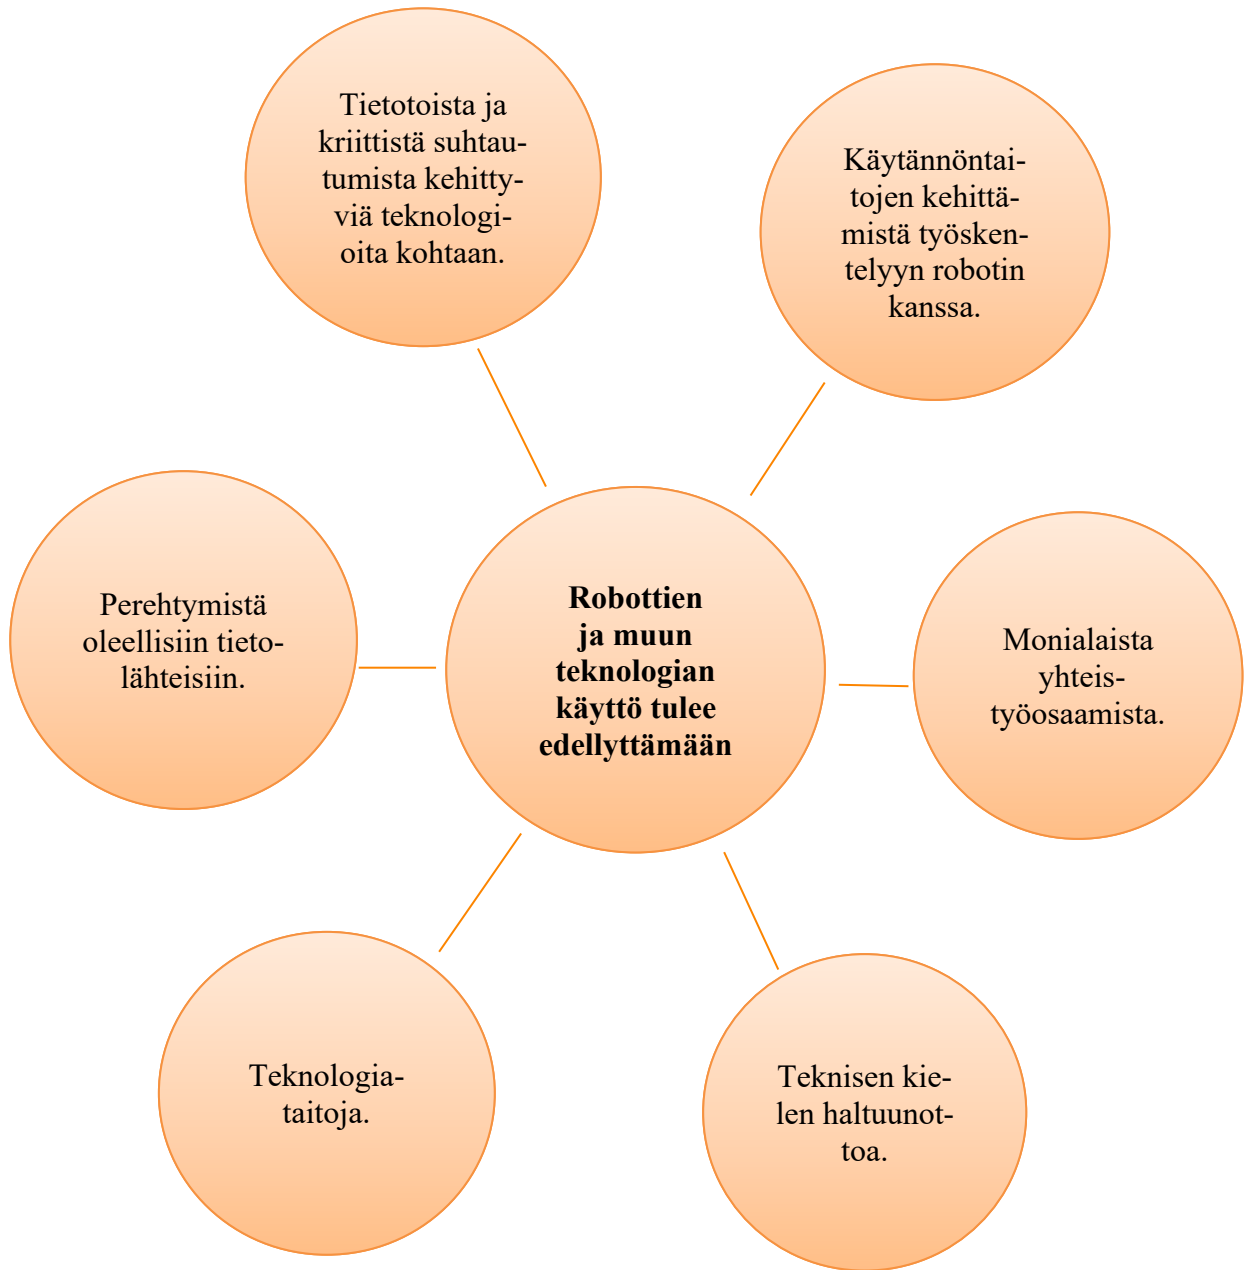 Tietotoista ja
kriittistä suhtau-
tumista kehitty-
viä teknologi-
oita kohtaan.
Käytännöntai-
tojen kehittä-
mistä työsken-
telyyn robotin
kanssa.
Perehtymistä
oleellisiin tieto-
lähteisiin.
Robottien
ja muun
teknologian
käyttö tulee
edellyttämään
Monialaista
yhteis-
työosaamista.
Teknologia-
taitoja.
Teknisen kie-
len haltuunot-
toa.